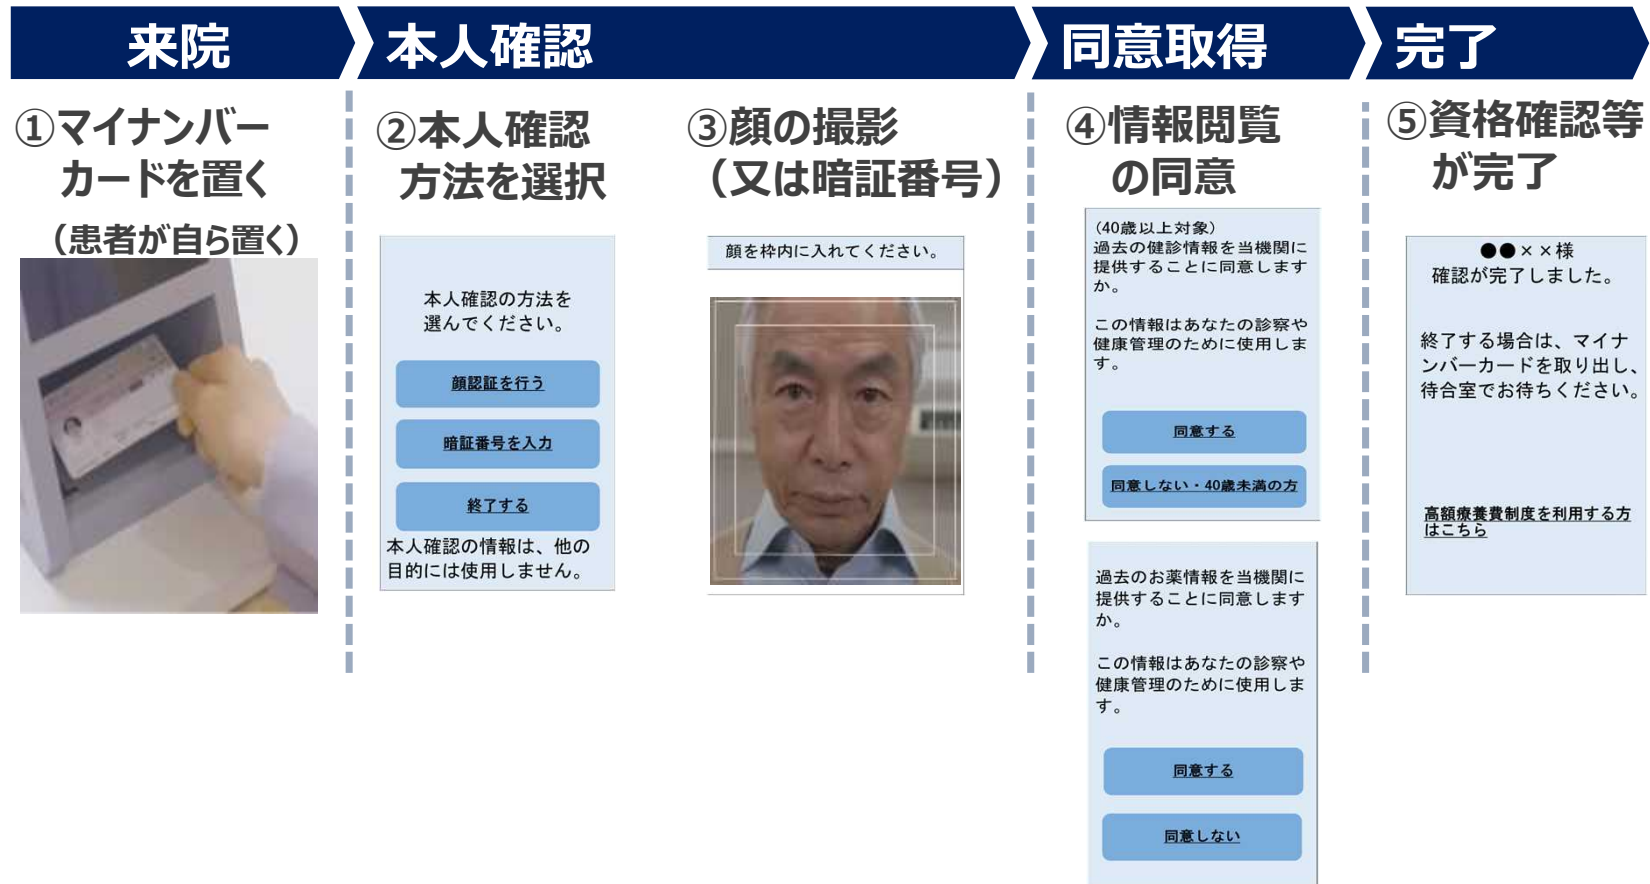 来院
本人確認
同意取得
完了
①マイナンバー
カードを置く
（患者が自ら置く）
②本人確認
方法を選択
本人確認の方法を
選んでください。
顔認証を行う
暗証番号を入力
終了する
本人確認の情報は、他の
目的には使用しません。
③顔の撮影
（又は暗証番号）
顔を枠内に入れてください。
④情報閲覧
の同意
(40歳以上対象)
過去の健診情報を当機関に
提供することに同意します
か。
この情報はあなたの診察や
健康管理のために使用しま
す。
同意する
同意しない・40歳未満の方
過去のお薬情報を当機関に
提供することに同意します
か。
この情報はあなたの診察や
健康管理のために使用しま
す。
同意する
同意しない
⑤資格確認等
が完了
●●××様
確認が完了しました。
終了する場合は、マイナ
ンバーカードを取り出し、
待合室でお待ちください。
高額療養費制度を利用する方
はこちら